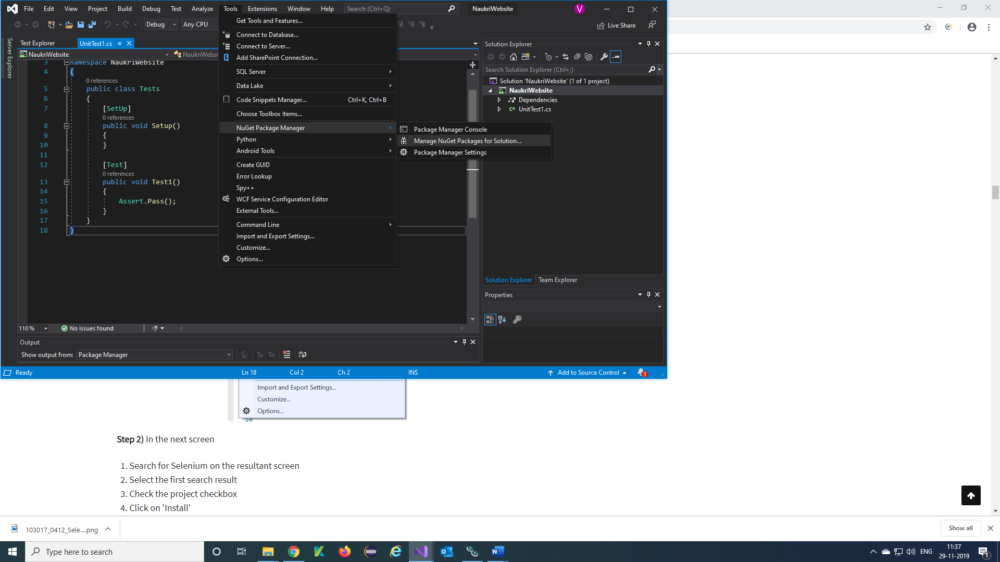 File Edit View Project Build Debug Test Analyze Tools Extensions Window Help Search (Ctrl+Q) NaukriWebsite V
Debug Any CPU Live Share
Server Explorer
Test Explorer UnitTest1.cs
NaukriWebsite
3 namespace NaukriWebsite
4 {
0 references
5 public class Tests
6 {
7 [SetUp]
0 references
8 public void Setup()
9 {
10 }
11
12 [Test]
0 references
13 public void Test1()
14 {
15 Assert.Pass();
16 }
17 }
18 }
Get Tools and Features...
Connect to Database...
Connect to Server...
Add SharePoint Connection...
SQL Server
Data Lake
Code Snippets Manager... Ctrl+K, Ctrl+B
Choose Toolbox Items...
NuGet Package Manager
Python
Android Tools
Create GUID
Error Lookup
Spy++
WCF Service Configuration Editor
External Tools...
Command Line
Import and Export Settings...
Customize...
Options...
Package Manager Console
Manage NuGet Packages for Solution...
Package Manager Settings
Solution Explorer
Search Solution Explorer (Ctrl+;)
Solution 'NaukriWebsite' (1 of 1 project)
NaukriWebsite
Dependencies
C# UnitTest1.cs
Solution Explorer Team Explorer
Properties
110 % No issues found
Output
Show output from: Package Manager
Ready Ln 18 Col 2 Ch 2 INS Add to Source Control 3
Import and Export Settings...
Customize...
Options...
16
Step 2) In the next screen
1. Search for Selenium on the resultant screen
2. Select the first search result
3. Check the project checkbox
4. Click on 'Install'
103017_0412_Sele....png Show all
Type here to search ENG 11:37
29-11-2019 1